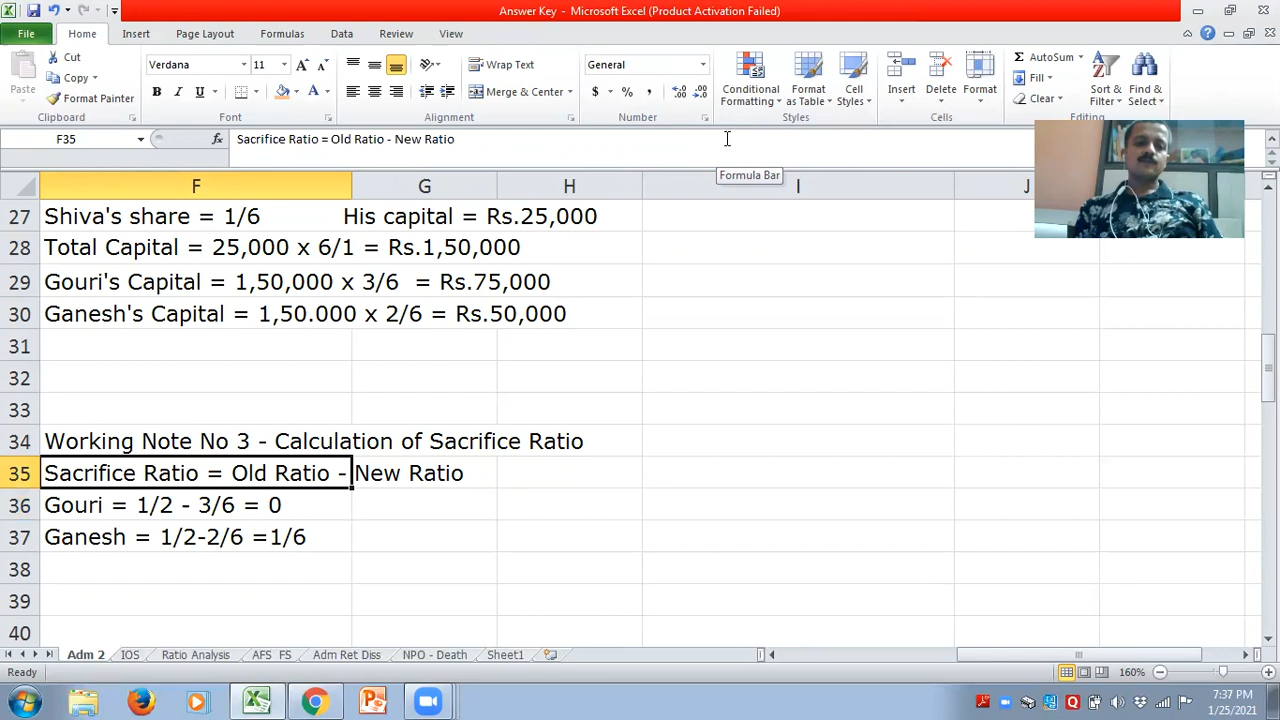 Answer Key - Microsoft Excel (Product Activation Failed)
File Home Insert Page Layout Formulas Data Review View
Cut
Copy
Format Painter
Paste
Clipboard
Verdana 11
B I U
Font
Wrap Text
Merge & Center
Alignment
General
$ % ,
Number
Conditional Formatting
Format as Table
Cell Styles
Styles
Insert Delete Format
Cells
AutoSum
Fill
Clear
Sort & Filter
Find & Select
Editing
F35 fx Sacrifice Ratio = Old Ratio - New Ratio
Formula Bar
F G H I J
27 Shiva's share = 1/6 His capital = Rs.25,000
28 Total Capital = 25,000 x 6/1 = Rs.1,50,000
29 Gouri's Capital = 1,50,000 x 3/6 = Rs.75,000
30 Ganesh's Capital = 1,50.000 x 2/6 = Rs.50,000
31
32
33
34 Working Note No 3 - Calculation of Sacrifice Ratio
35 Sacrifice Ratio = Old Ratio - New Ratio
36 Gouri = 1/2 - 3/6 = 0
37 Ganesh = 1/2-2/6 =1/6
38
39
40
Adm 2 IOS Ratio Analysis AFS FS Adm Ret Diss NPO - Death Sheet1
Ready 160%
7:37 PM
1/25/2021